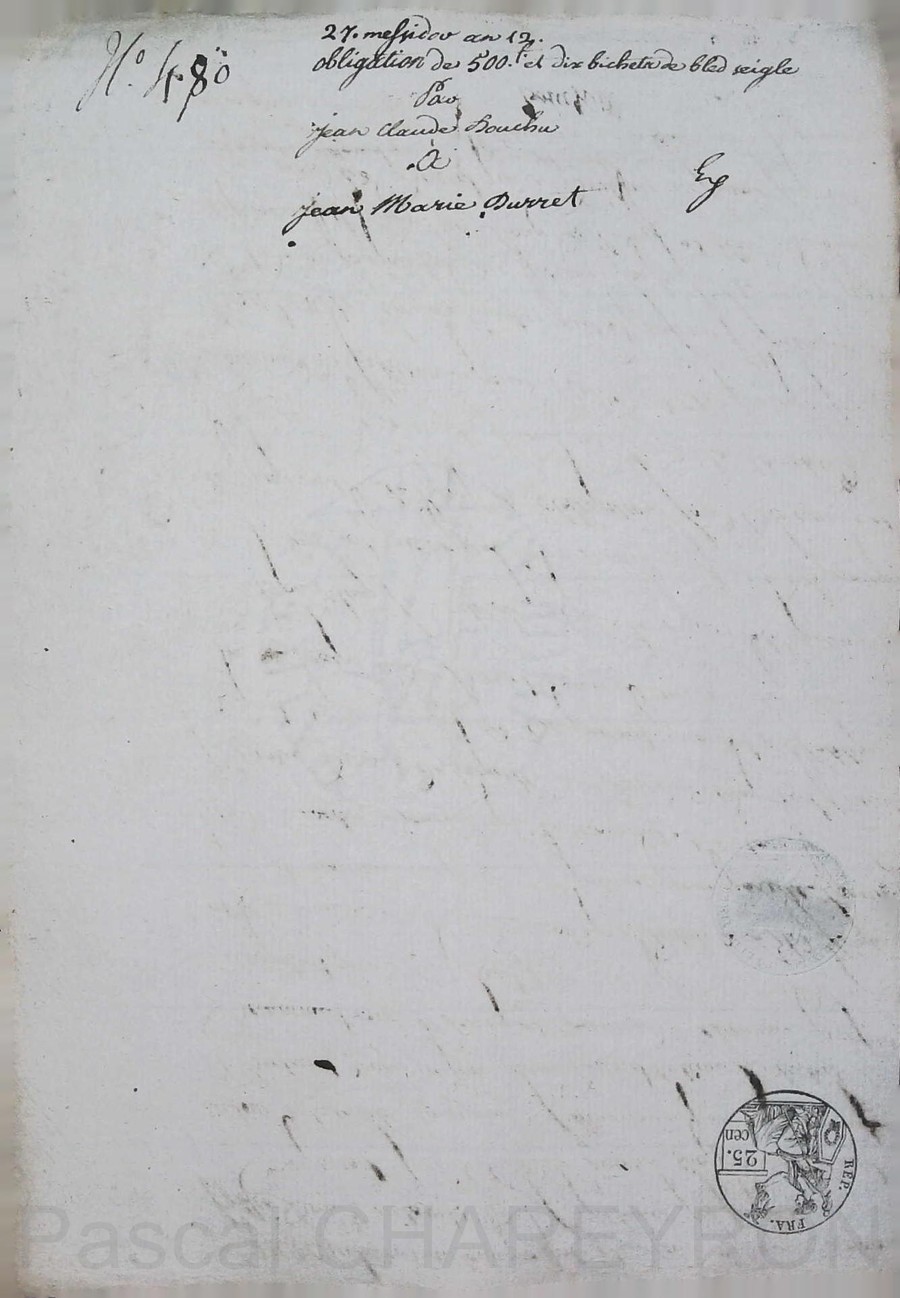 N.° 480
27. messidor an 12.
obligation de 500.f et dix bichets de bled seigle
Par
jean Claude Bouchu
A
jean Marie Durret
Eg
25.
cen
REP.
FRA.
Pascal CHAREYRON